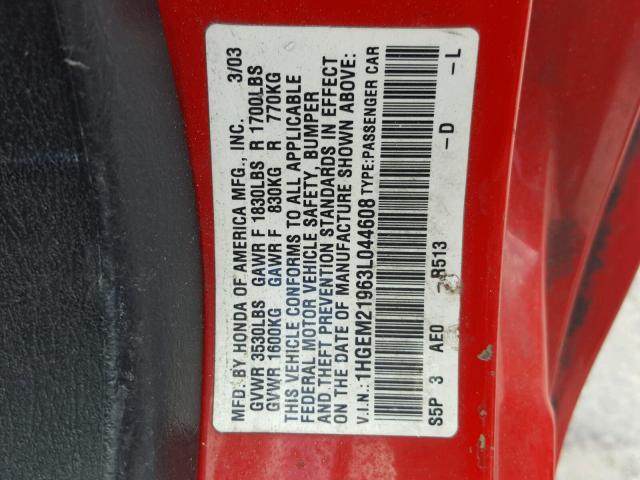 MFD. BY HONDA OF AMERICA MFG., INC. 3/03
GVWR 3530LBS GAWR F 1830LBS R 1700LBS
GVWR 1600KG GAWR F 830KG R 770KG
THIS VEHICLE CONFORMS TO ALL APPLICABLE
FEDERAL MOTOR VEHICLE SAFETY, BUMPER
AND THEFT PREVENTION STANDARDS IN EFFECT
ON THE DATE OF MANUFACTURE SHOWN ABOVE:
V.I.N.: 1HGEM21963L044608 TYPE:PASSENGER CAR
S5P 3 AE0 R513 -D -L